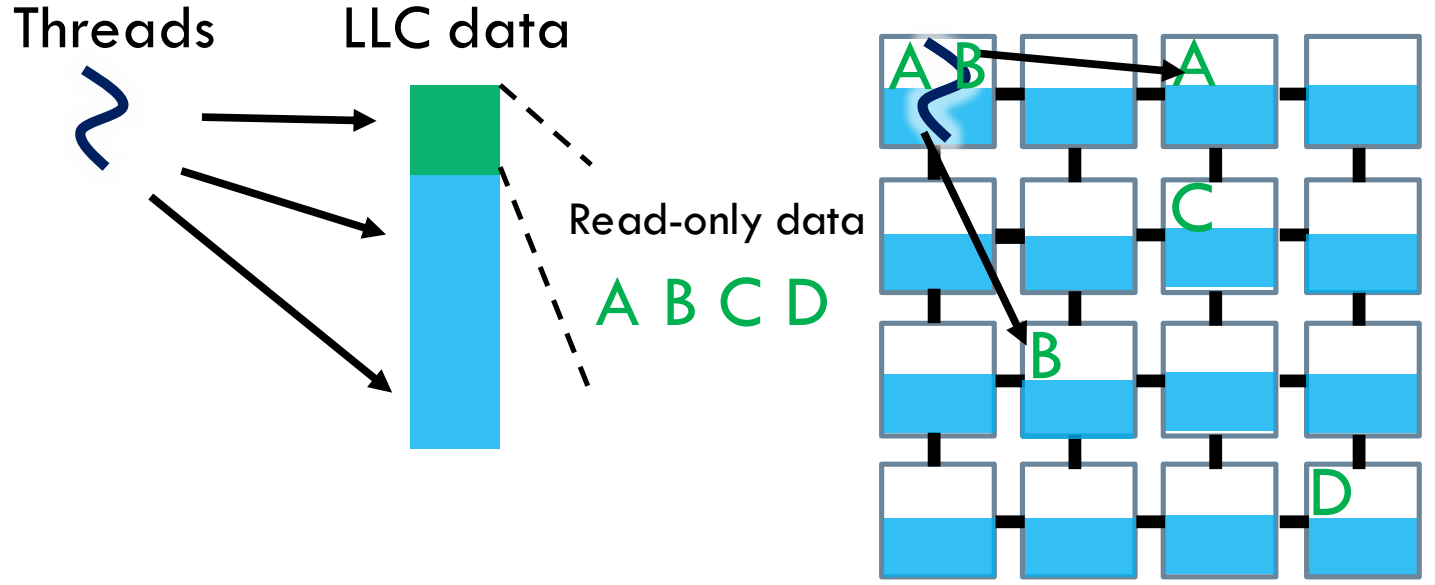 Threads
LLC data
Read-only data
A B C D
A B
A
C
B
D